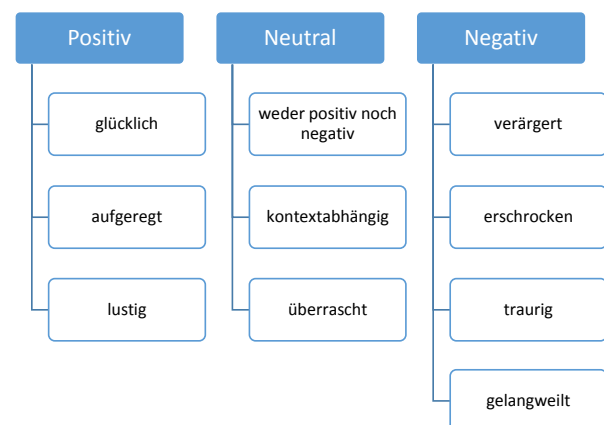 Positiv
glücklich
aufgeregt
lustig
Neutral
weder positiv noch
negativ
kontextabhängig
überrascht
Negativ
verärgert
erschrocken
traurig
gelangweilt